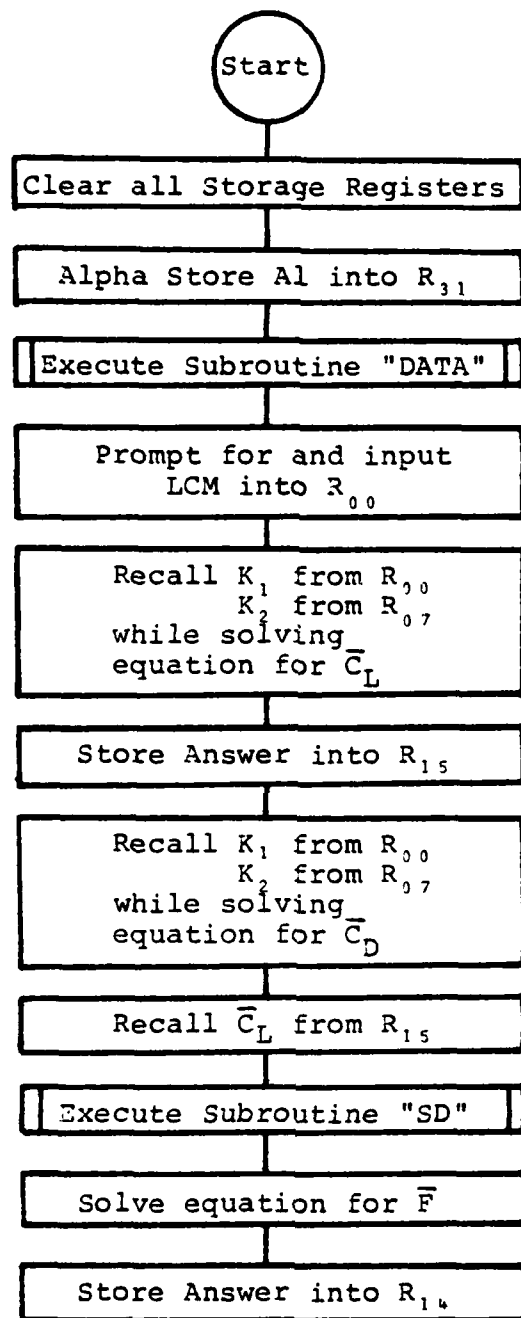 Start
Clear all Storage Registers
Alpha Store Al into R₃₁
Execute Subroutine "DATA"
Prompt for and input
LCM into R₀₀
Recall K₁ from R₀₀
K₂ from R₀₇
while solving
equation for C̅_L
Store Answer into R₁₅
Recall K₁ from R₀₀
K₂ from R₀₇
while solving
equation for C̅_D
Recall C̅_L from R₁₅
Execute Subroutine "SD"
Solve equation for F̅
Store Answer into R₁₄